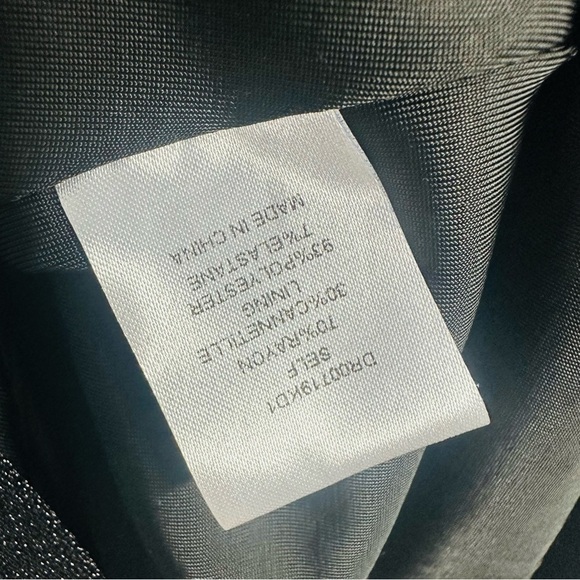 DR00719KD1
SELF
70%RAYON
30%CANNETILLE
LINING
93%POLYESTER
7%ELASTANE
MADE IN CHINA